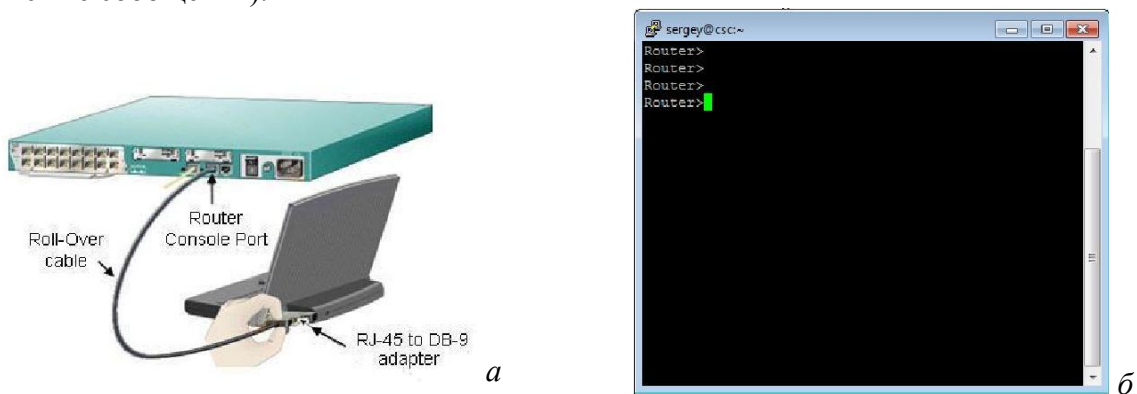 Router
Console Port
Roll-Over
cable
RJ-45 to DB-9
adapter
а
sergey@csc:~
Router>
Router>
Router>
Router>
б